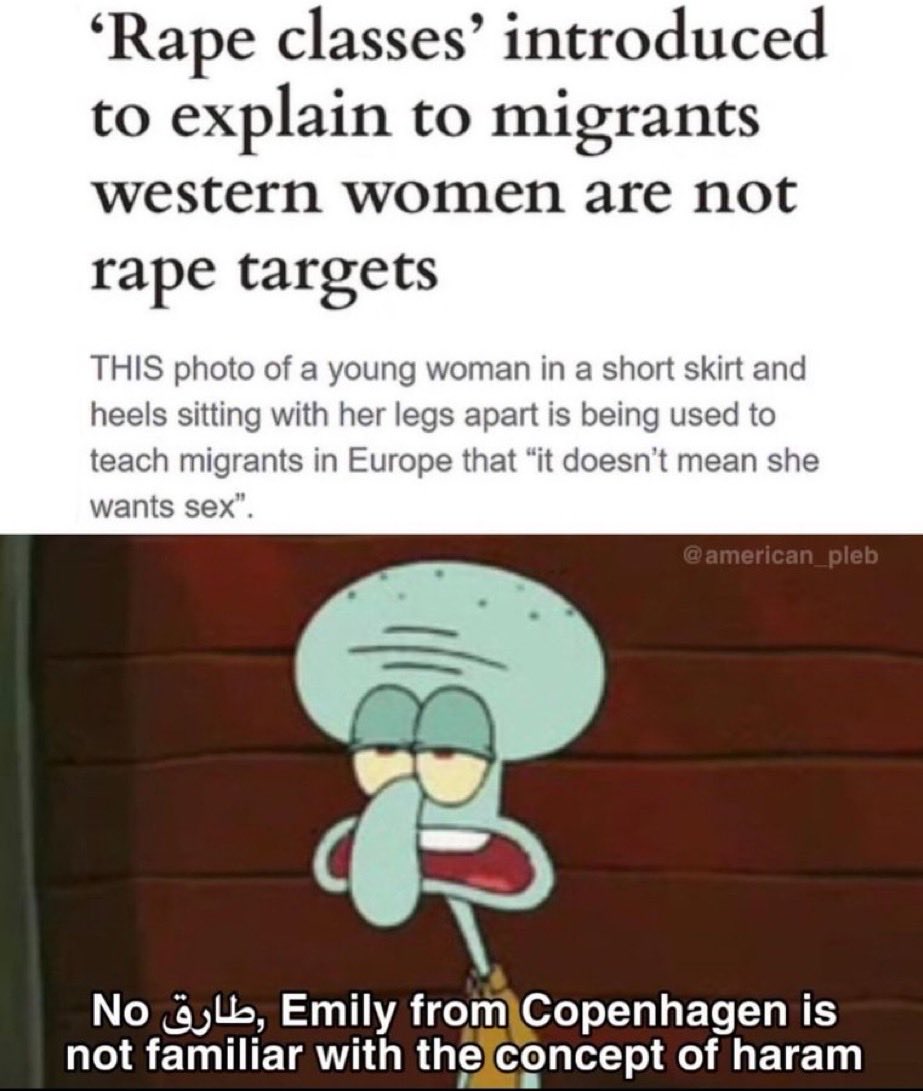 ‘Rape classes’ introduced
to explain to migrants
western women are not
rape targets
THIS photo of a young woman in a short skirt and
heels sitting with her legs apart is being used to
teach migrants in Europe that “it doesn’t mean she
wants sex”.
@american_pleb
No طارق, Emily from Copenhagen is
not familiar with the concept of haram